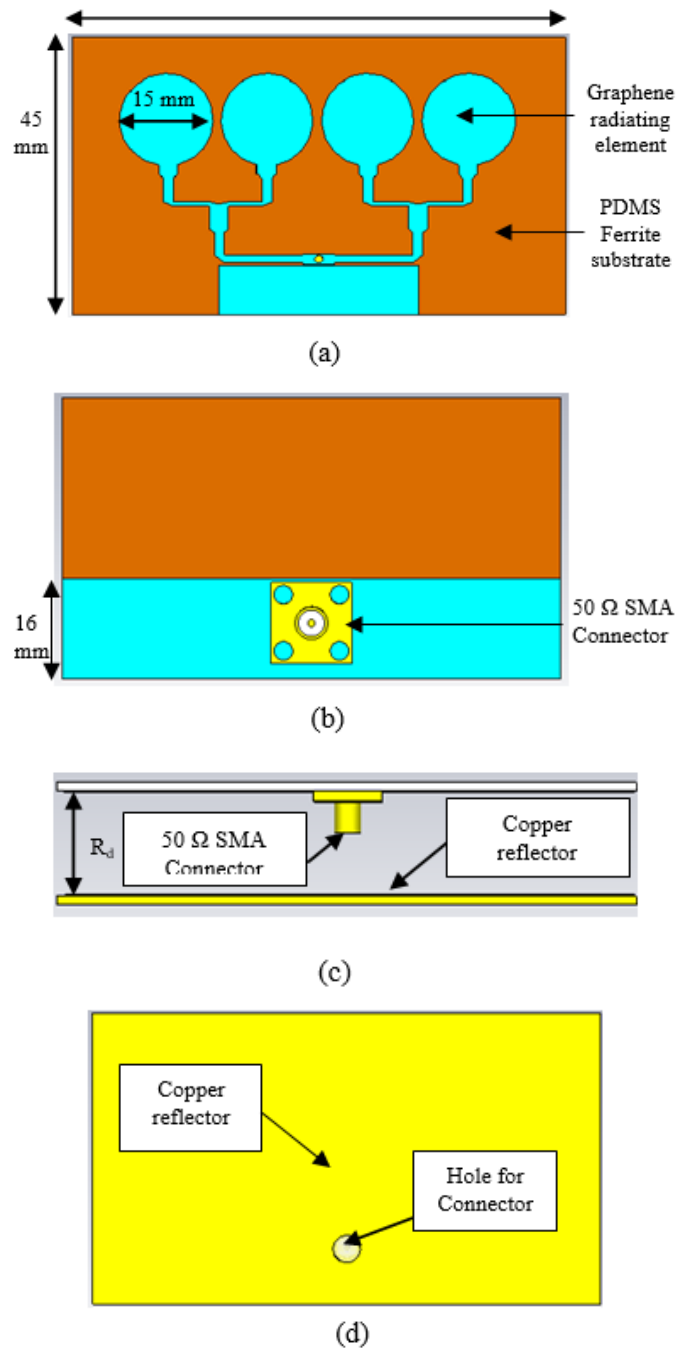 15 mm
45
mm
Graphene
radiating
element
PDMS
Ferrite
substrate
(a)
16
mm
50 Ω SMA
Connector
(b)
R_d
50 Ω SMA
Connector
Copper
reflector
(c)
Copper
reflector
Hole for
Connector
(d)